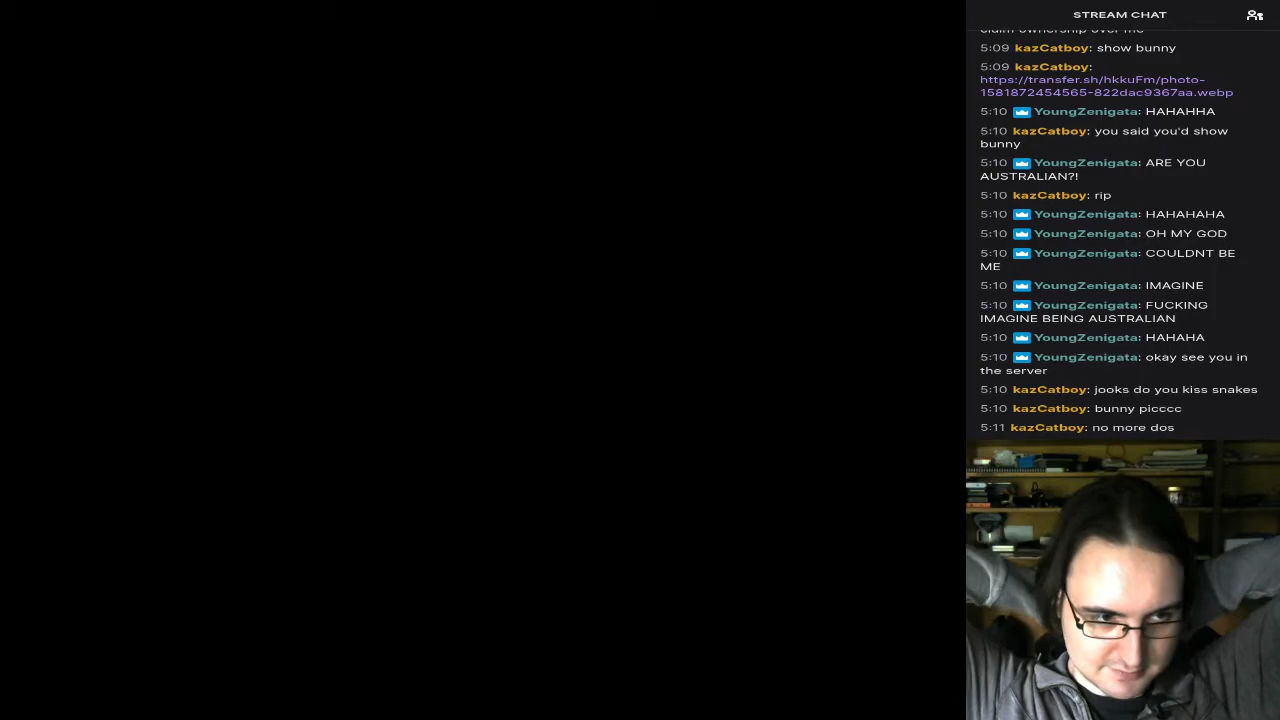 STREAM CHAT
claim ownership over me
5:09 kazCatboy: show bunny
5:09 kazCatboy:
https://transfer.sh/hkkuFm/photo-
1581872454565-822dac9367aa.webp
5:10 YoungZenigata: HAHAHHA
5:10 kazCatboy: you said you'd show
bunny
5:10 YoungZenigata: ARE YOU
AUSTRALIAN?!
5:10 kazCatboy: rip
5:10 YoungZenigata: HAHAHAHA
5:10 YoungZenigata: OH MY GOD
5:10 YoungZenigata: COULDNT BE
ME
5:10 YoungZenigata: IMAGINE
5:10 YoungZenigata: FUCKING
IMAGINE BEING AUSTRALIAN
5:10 YoungZenigata: HAHAHA
5:10 YoungZenigata: okay see you in
the server
5:10 kazCatboy: jooks do you kiss snakes
5:10 kazCatboy: bunny picccc
5:11 kazCatboy: no more dos